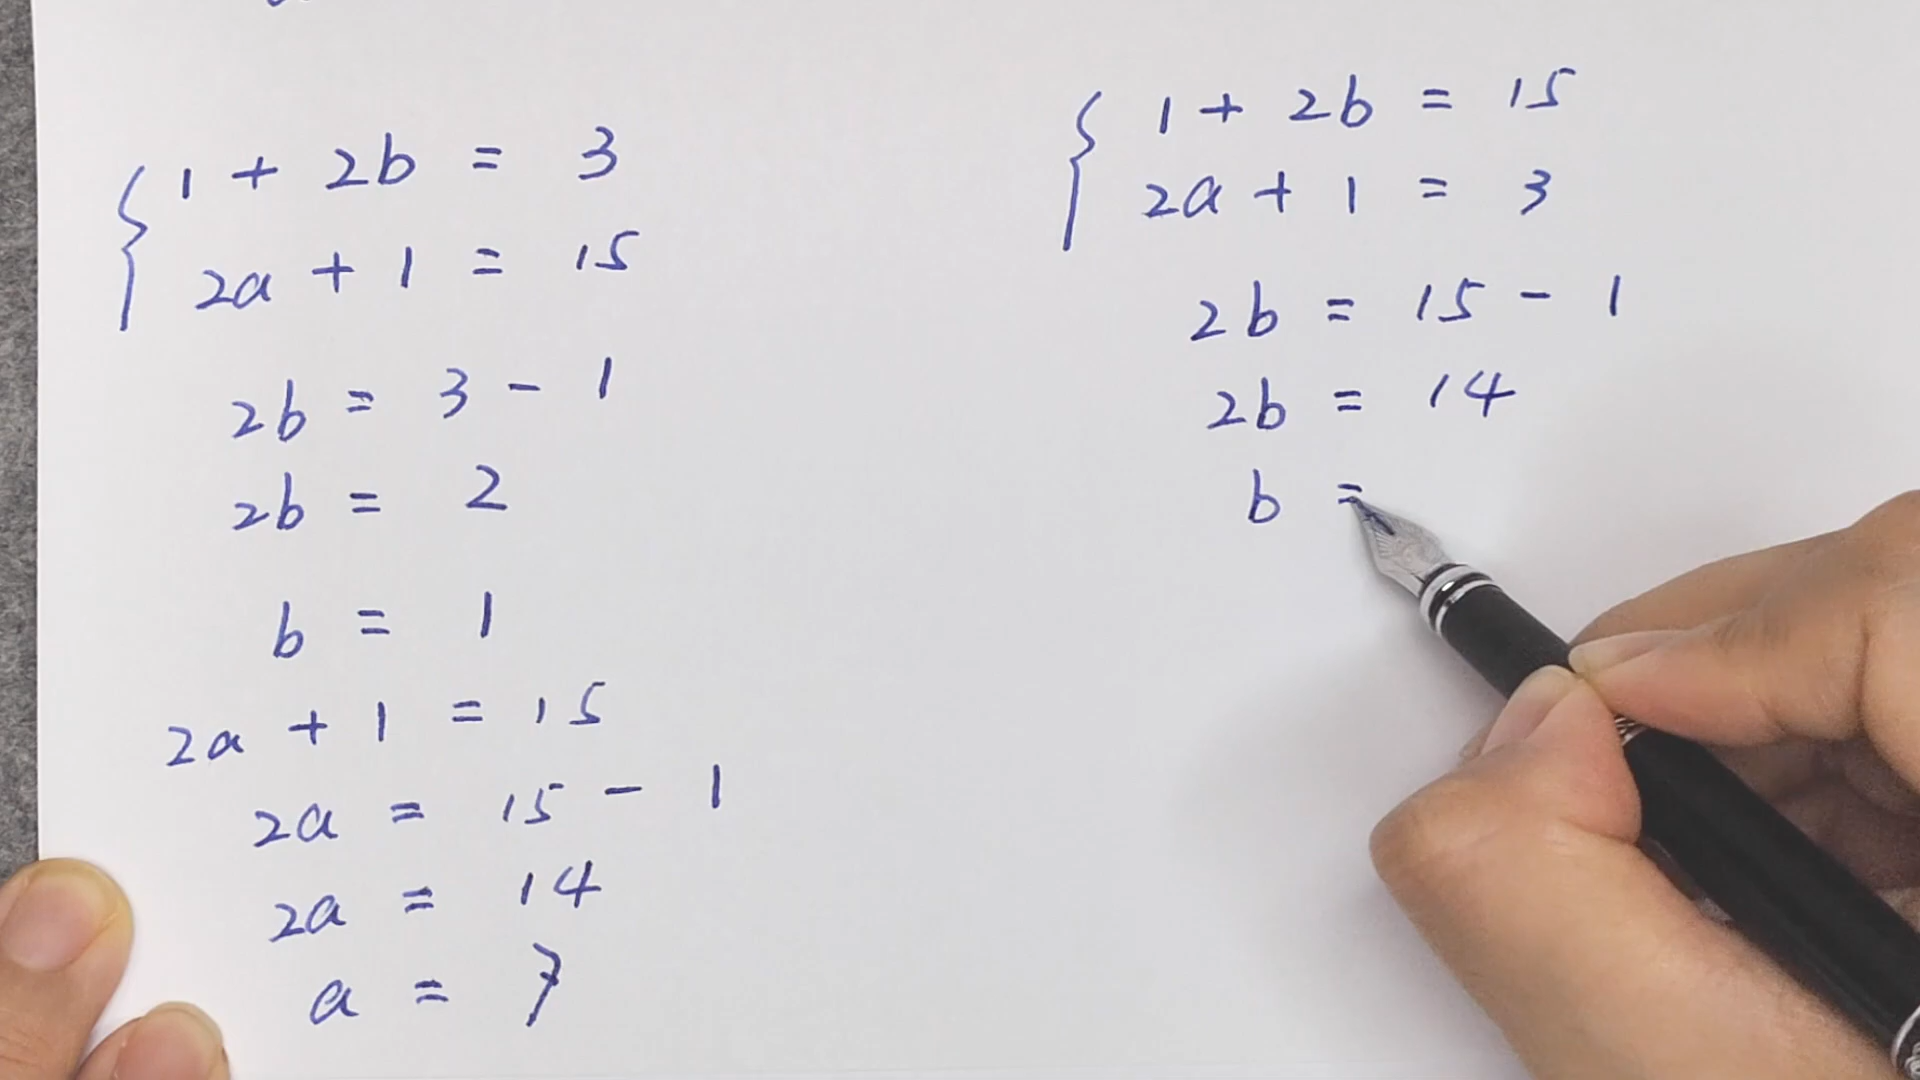 1 + 2b = 3
2a + 1 = 15
2b = 3 - 1
2b = 2
b = 1
2a + 1 = 15
2a = 15 - 1
2a = 14
a = 7
1 + 2b = 15
2a + 1 = 3
2b = 15 - 1
2b = 14
b =